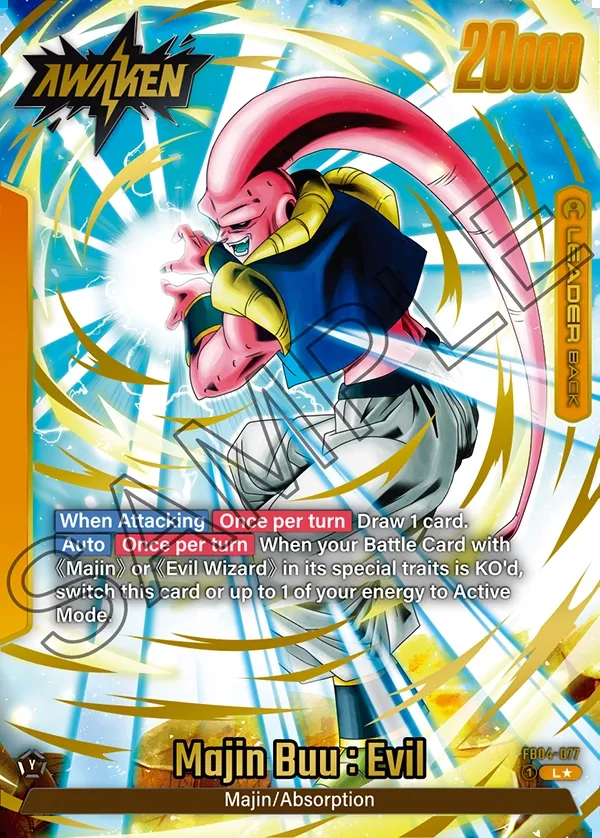 AWAKEN
20000
LEADER BACK
SAMPLE
When Attacking Once per turn Draw 1 card.
Auto Once per turn When your Battle Card with
《Majin》 or 《Evil Wizard》 in its special traits is KO'd,
switch this card or up to 1 of your energy to Active
Mode.
Majin Buu : Evil
FB04-077
Y
1 L★
Majin/Absorption